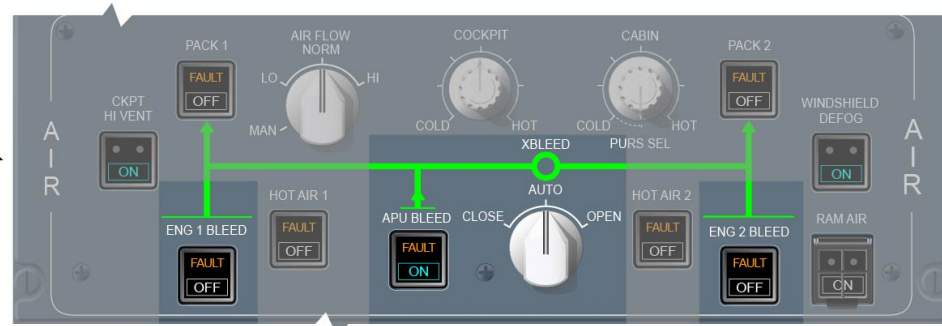 PACK 1
FAULT
OFF
AIR FLOW
NORM
LO
HI
MAN
COCKPIT
COLD
HOT
CABIN
COLD
HOT
PURS SEL
PACK 2
FAULT
OFF
CKPT
HI VENT
ON
WINDSHIELD
DEFOG
ON
AIR
AIR
XBLEED
AUTO
CLOSE
OPEN
ENG 1 BLEED
FAULT
OFF
HOT AIR 1
FAULT
OFF
APU BLEED
FAULT
ON
HOT AIR 2
FAULT
OFF
ENG 2 BLEED
FAULT
OFF
RAM AIR
ON